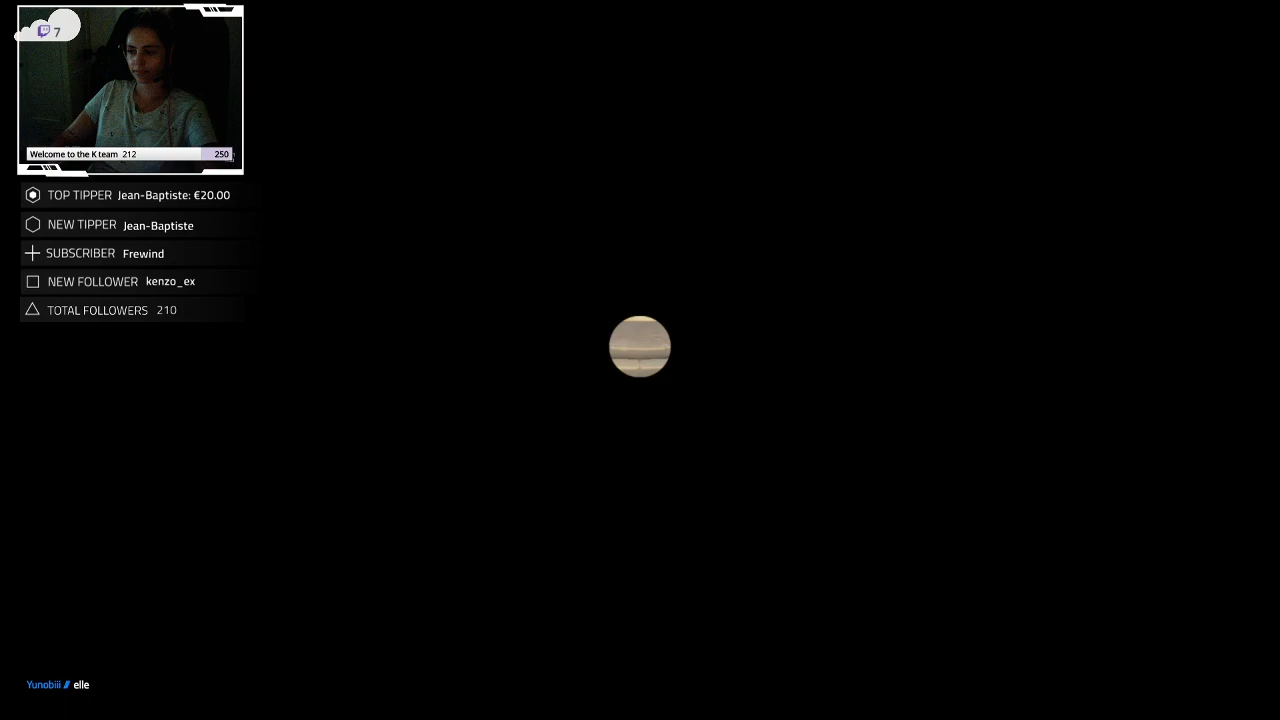 7
Welcome to the K team 212 250
TOP TIPPER Jean-Baptiste: €20.00
NEW TIPPER Jean-Baptiste
SUBSCRIBER Frewind
NEW FOLLOWER kenzo_ex
TOTAL FOLLOWERS 210
Yunobiii // elle